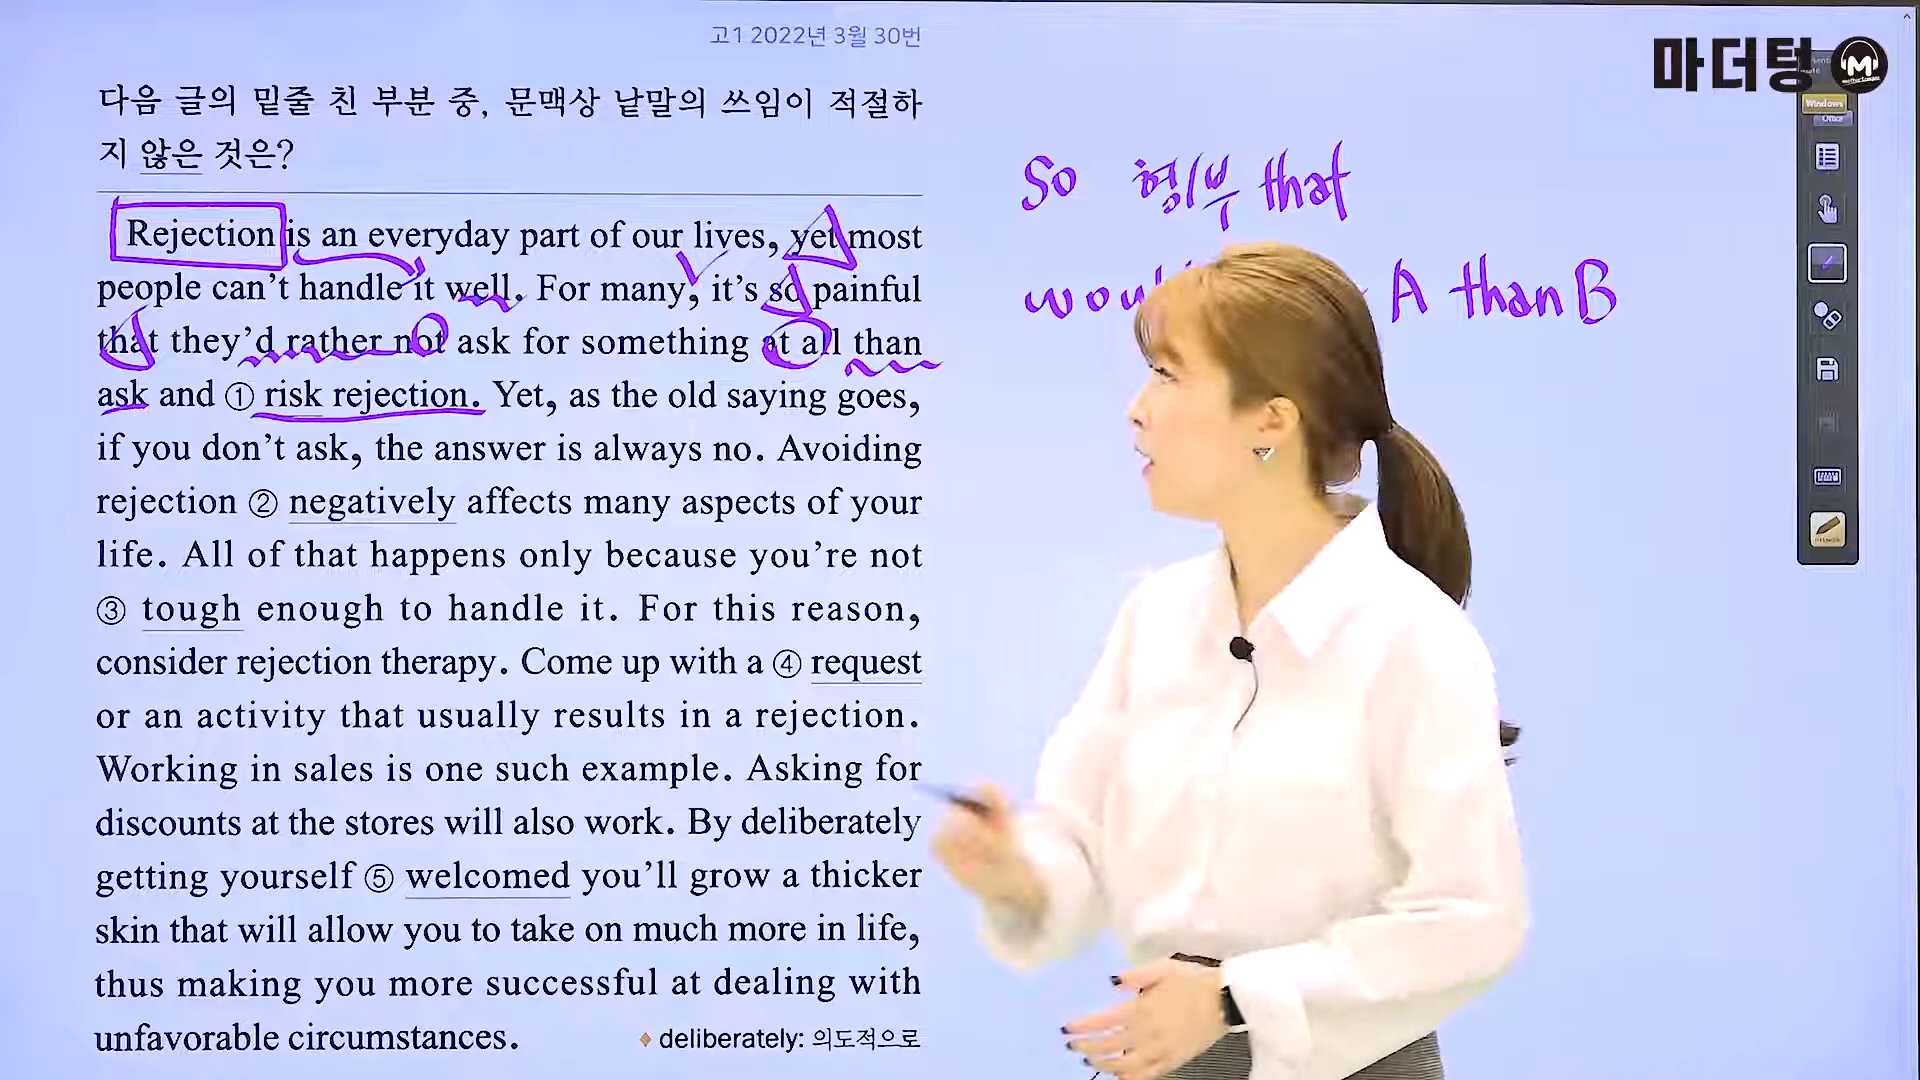 고1 2022년 3월 30번
마더텅
다음 글의 밑줄 친 부분 중, 문맥상 낱말의 쓰임이 적절하
지 않은 것은?
Rejection is an everyday part of our lives, yet most
people can't handle it well. For many, it's so painful
that they'd rather not ask for something at all than
ask and ① risk rejection. Yet, as the old saying goes,
if you don't ask, the answer is always no. Avoiding
rejection ② negatively affects many aspects of your
life. All of that happens only because you're not
③ tough enough to handle it. For this reason,
consider rejection therapy. Come up with a ④ request
or an activity that usually results in a rejection.
Working in sales is one such example. Asking for
discounts at the stores will also work. By deliberately
getting yourself ⑤ welcomed you'll grow a thicker
skin that will allow you to take on much more in life,
thus making you more successful at dealing with
unfavorable circumstances.
◆ deliberately: 의도적으로
So 형/부 that
A than B
Windows
Office